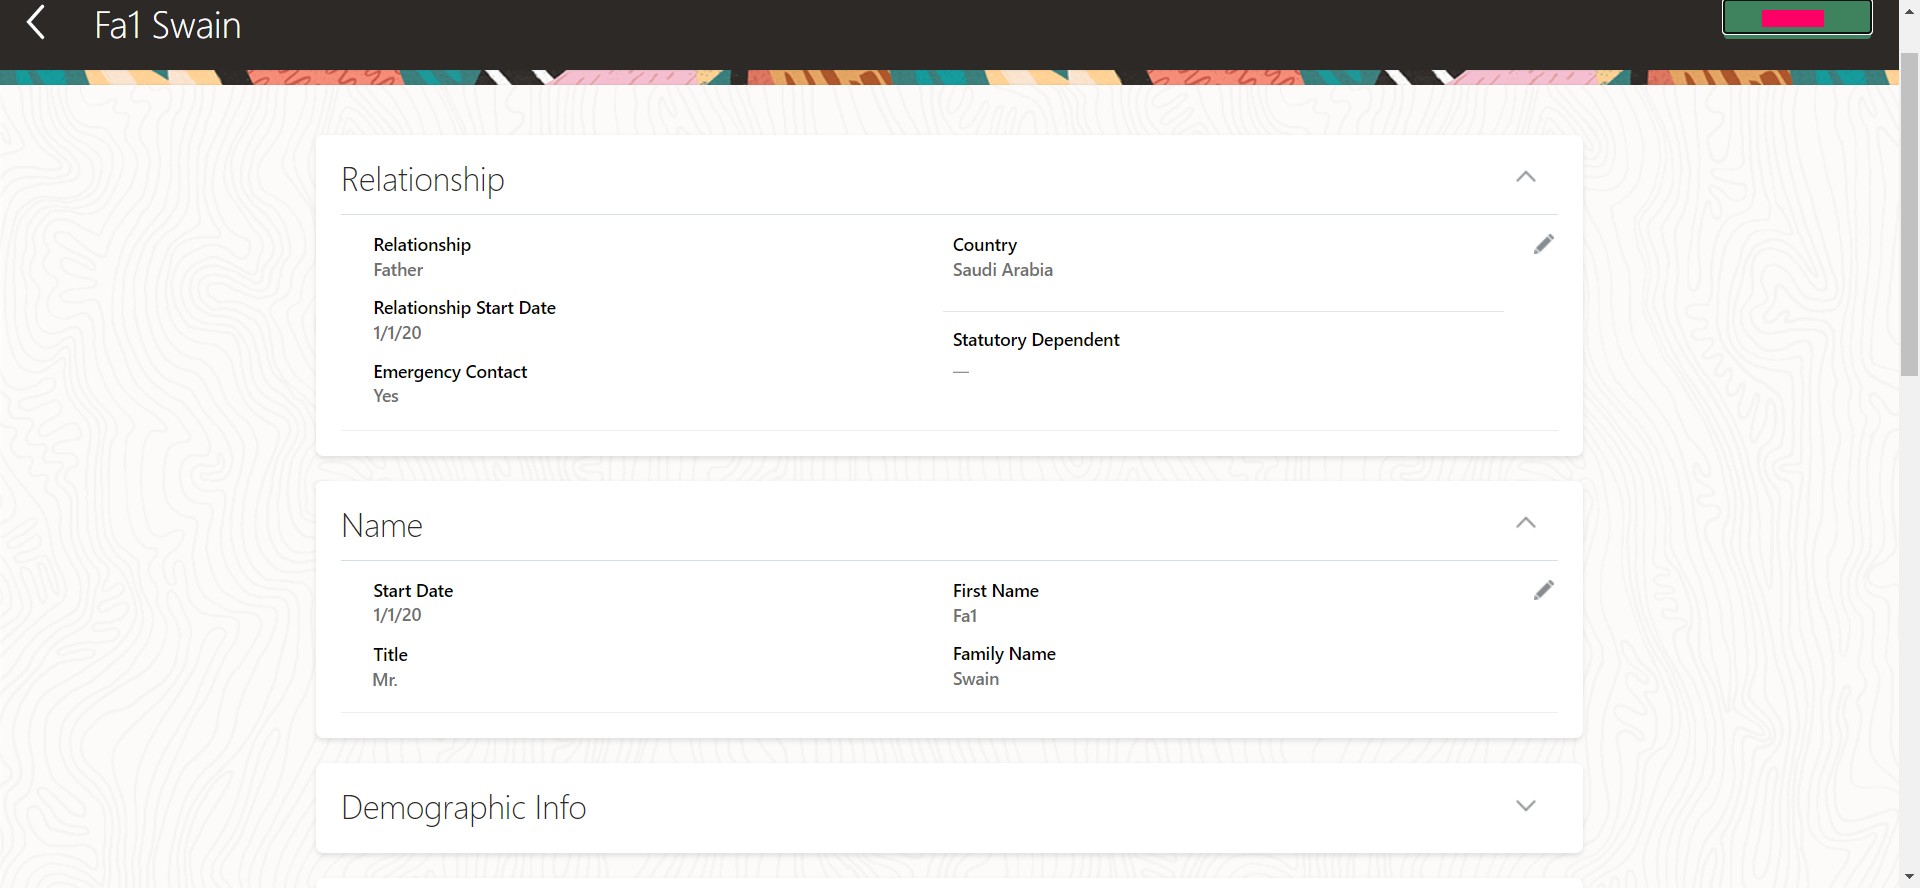 Fa1 Swain
Relationship
Relationship
Father
Country
Saudi Arabia
Relationship Start Date
1/1/20
Statutory Dependent
—
Emergency Contact
Yes
Name
Start Date
1/1/20
First Name
Fa1
Title
Mr.
Family Name
Swain
Demographic Info